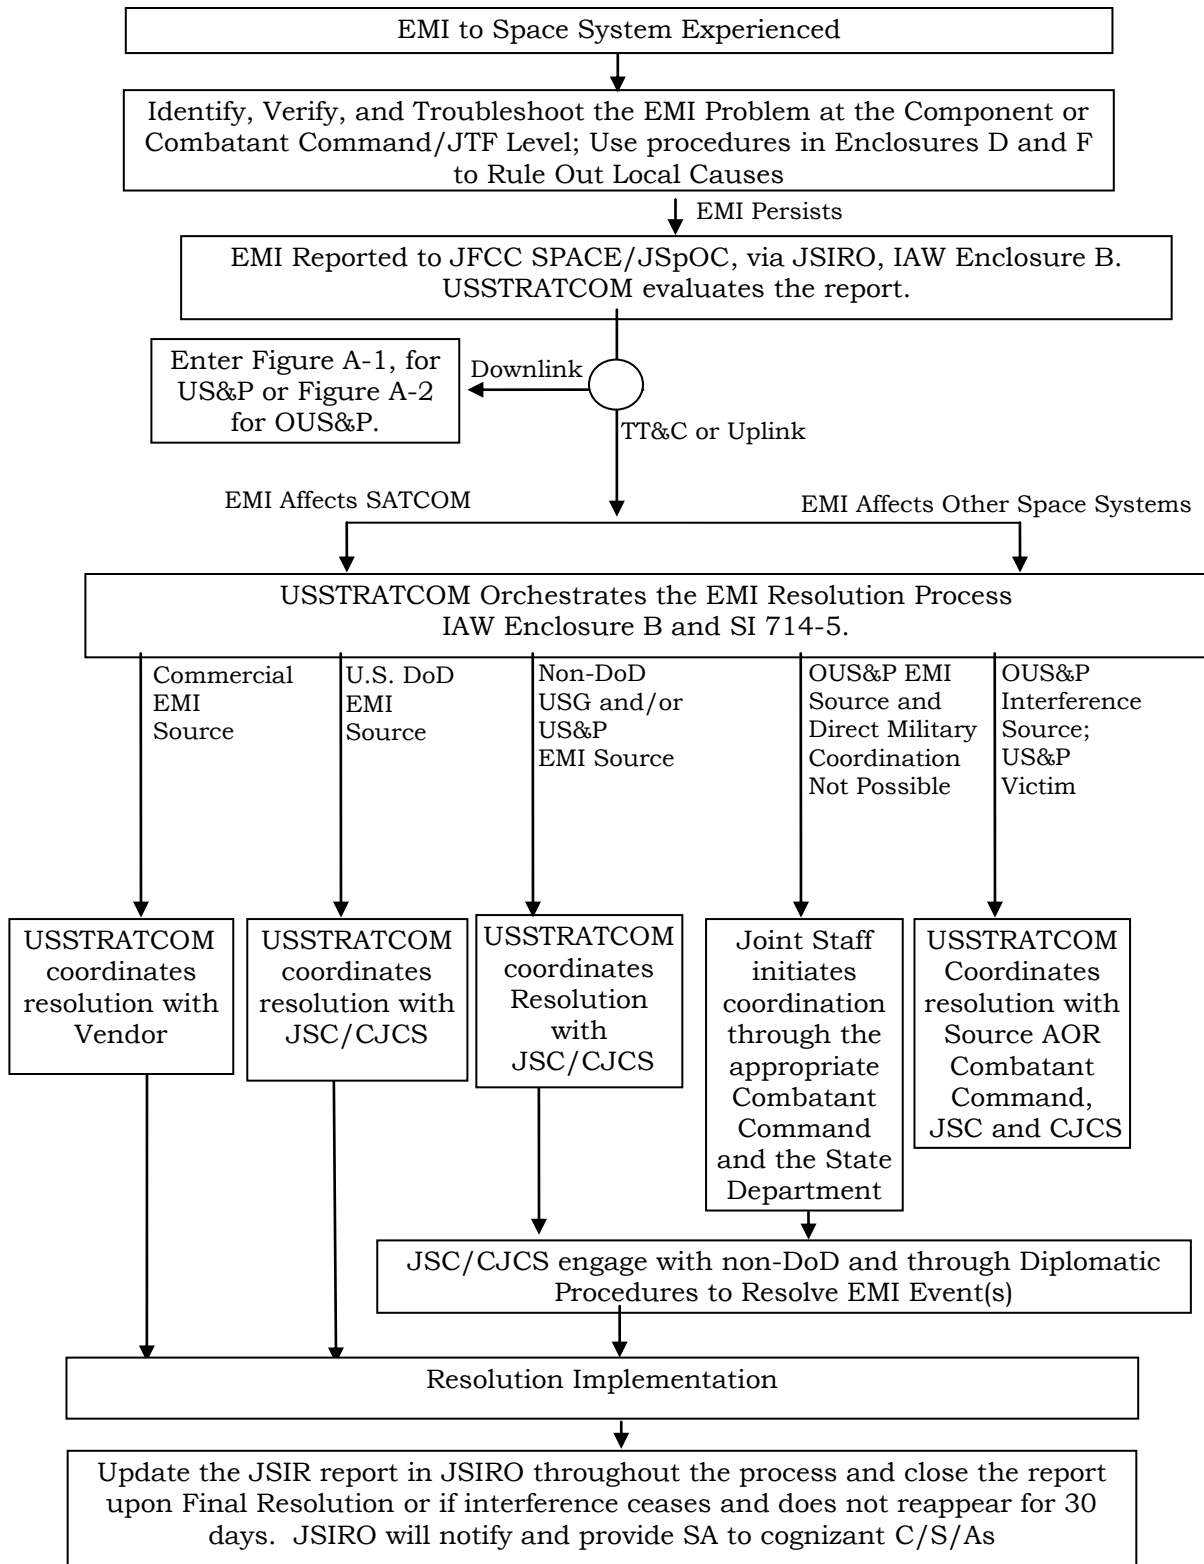 EMI to Space System Experienced
Identify, Verify, and Troubleshoot the EMI Problem at the Component or
Combatant Command/JTF Level; Use procedures in Enclosures D and F
to Rule Out Local Causes
EMI Persists
EMI Reported to JFCC SPACE/JSpOC, via JSIRO, IAW Enclosure B.
USSTRATCOM evaluates the report.
Enter Figure A-1, for
US&P or Figure A-2
for OUS&P.
Downlink
TT&C or Uplink
EMI Affects SATCOM
EMI Affects Other Space Systems
USSTRATCOM Orchestrates the EMI Resolution Process
IAW Enclosure B and SI 714-5.
Commercial
EMI
Source
U.S. DoD
EMI
Source
Non-DoD
USG and/or
US&P
EMI Source
OUS&P EMI
Source and
Direct Military
Coordination
Not Possible
OUS&P
Interference
Source;
US&P
Victim
USSTRATCOM
coordinates
resolution with
Vendor
USSTRATCOM
coordinates
resolution with
JSC/CJCS
USSTRATCOM
coordinates
Resolution
with
JSC/CJCS
Joint Staff
initiates
coordination
through the
appropriate
Combatant
Command
and the State
Department
USSTRATCOM
Coordinates
resolution with
Source AOR
Combatant
Command,
JSC and CJCS
JSC/CJCS engage with non-DoD and through Diplomatic
Procedures to Resolve EMI Event(s)
Resolution Implementation
Update the JSIR report in JSIRO throughout the process and close the report
upon Final Resolution or if interference ceases and does not reappear for 30
days. JSIRO will notify and provide SA to cognizant C/S/As